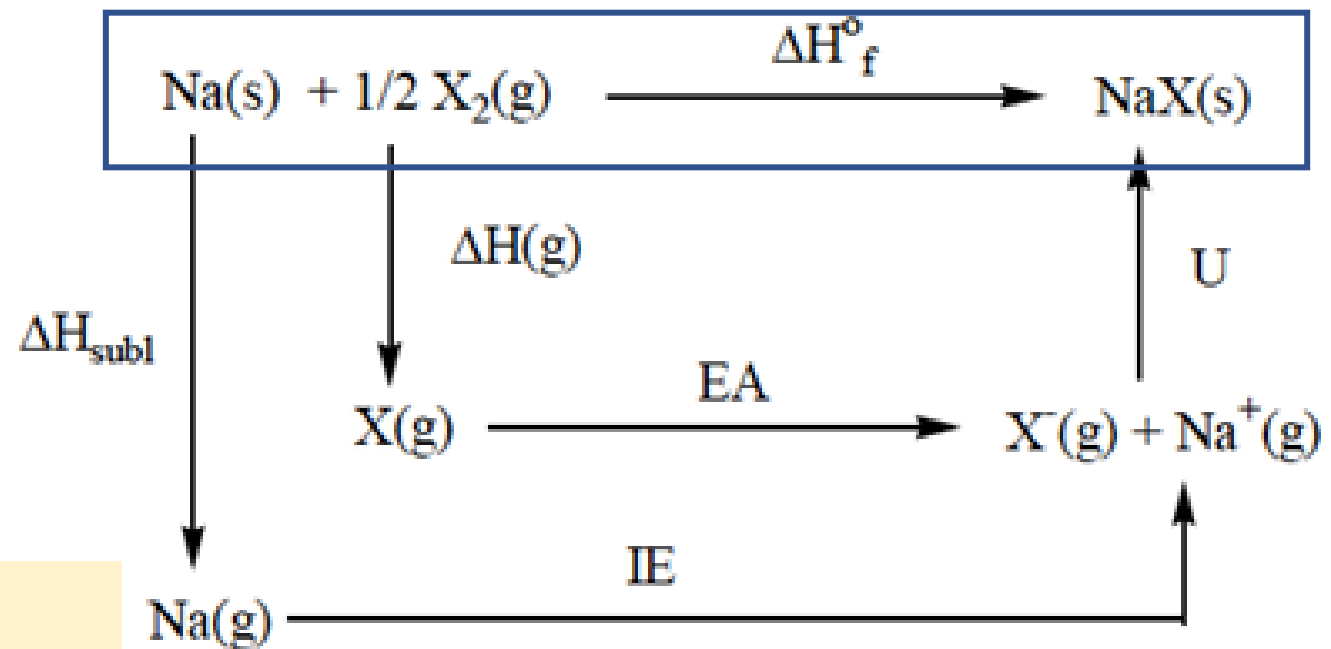 ΔH°f
Na(s) + 1/2 X₂(g) NaX(s)
ΔH(g)
U
ΔHsubl
EA
X(g) X⁻(g) + Na⁺(g)
IE
Na(g)